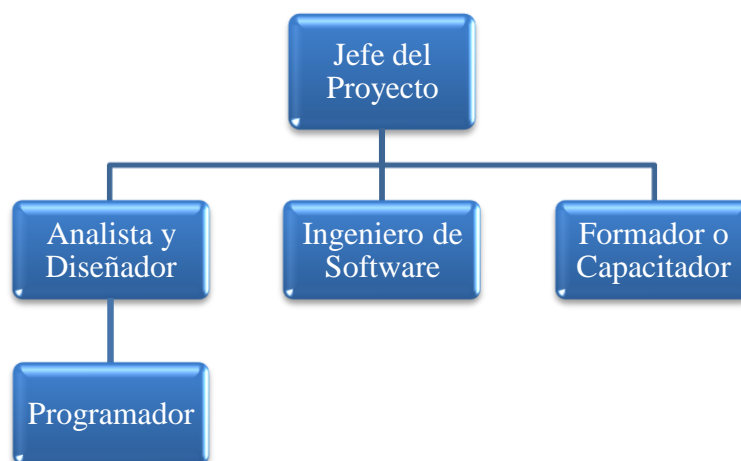 Jefe del
Proyecto
Analista y
Diseñador
Ingeniero de
Software
Formador o
Capacitador
Programador